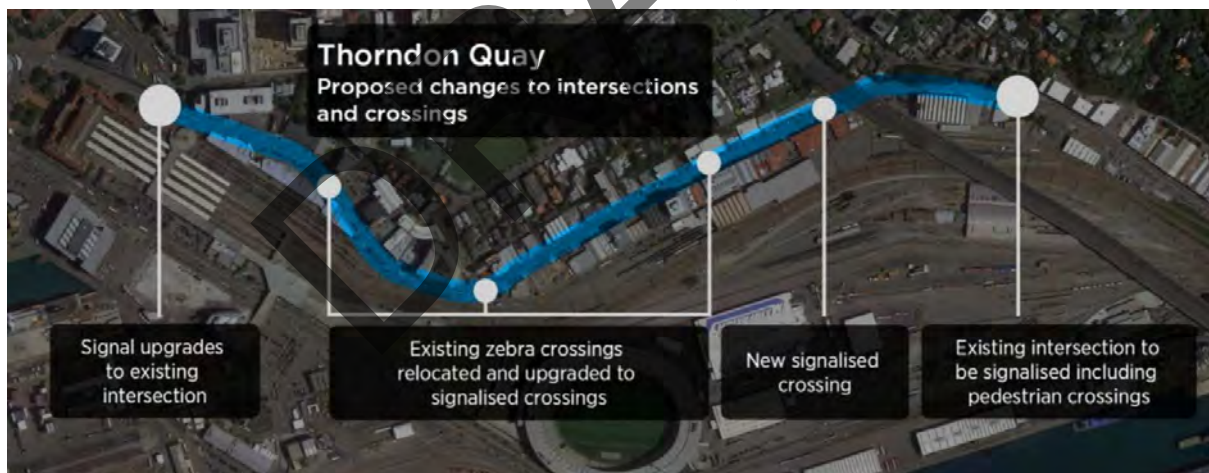 Thorndon Quay
Proposed changes to intersections
and crossings
Signal upgrades
to existing
intersection
Existing zebra crossings
relocated and upgraded to
signalised crossings
New signalised
crossing
Existing intersection to
be signalised including
pedestrian crossings